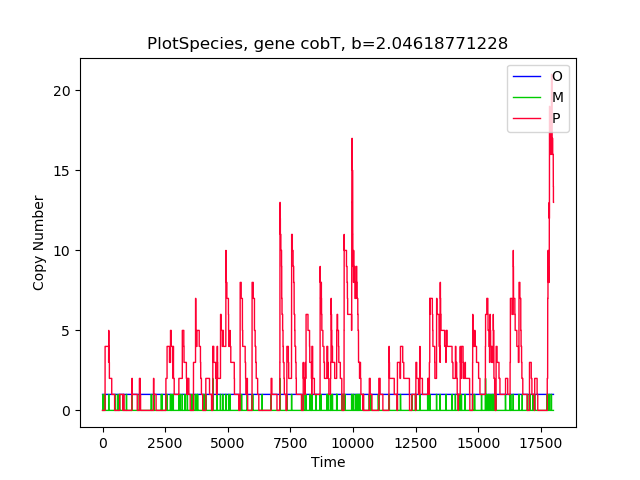 PlotSpecies, gene cobT, b=2.04618771228
O
M
P
20
15
10
5
0
Copy Number
0 2500 5000 7500 10000 12500 15000 17500
Time